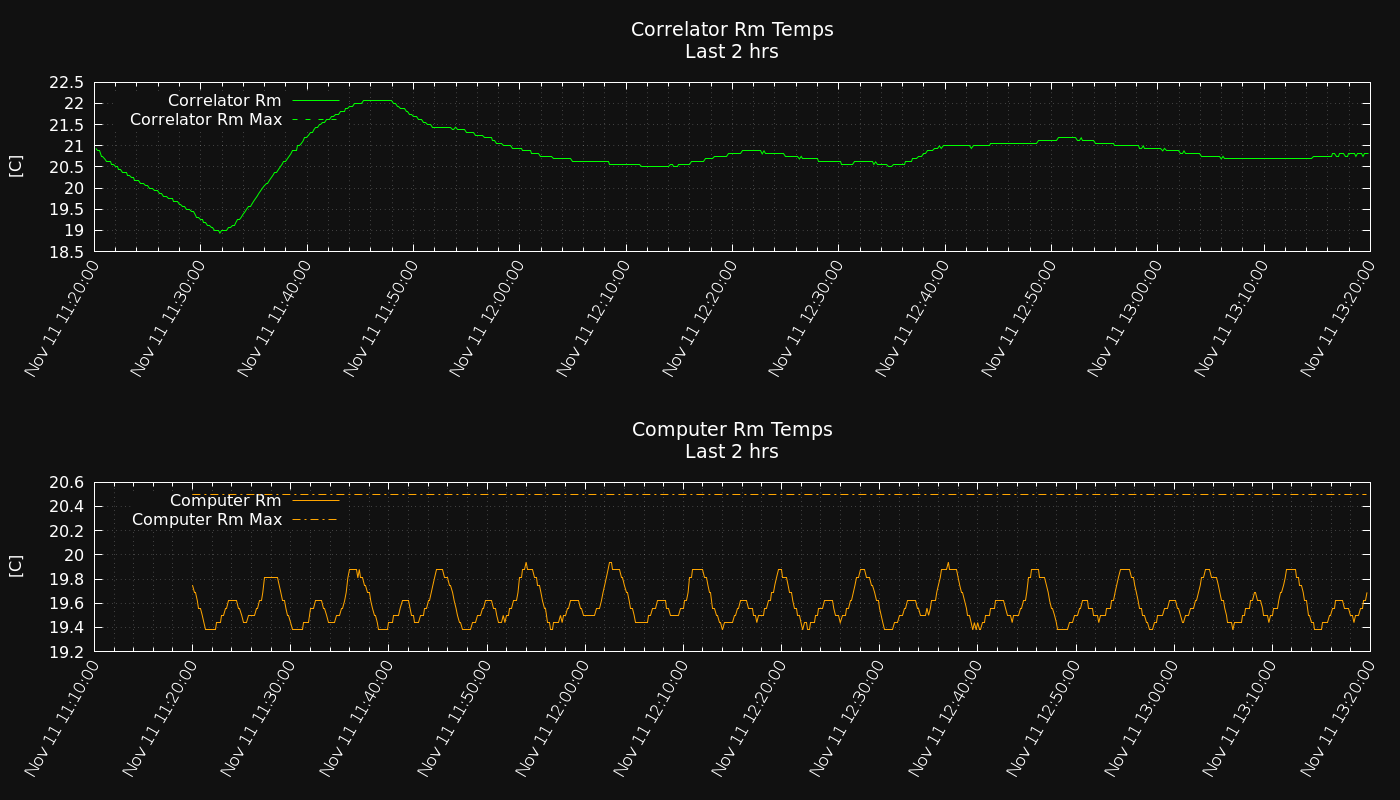 Correlator Rm Temps
Last 2 hrs
22.5
22
21.5
21
20.5
20
19.5
19
18.5
[C]
Correlator Rm
Correlator Rm Max
Nov 11 11:20:00
Nov 11 11:30:00
Nov 11 11:40:00
Nov 11 11:50:00
Nov 11 12:00:00
Nov 11 12:10:00
Nov 11 12:20:00
Nov 11 12:30:00
Nov 11 12:40:00
Nov 11 12:50:00
Nov 11 13:00:00
Nov 11 13:10:00
Nov 11 13:20:00
Computer Rm Temps
Last 2 hrs
20.6
20.4
20.2
20
19.8
19.6
19.4
19.2
[C]
Computer Rm
Computer Rm Max
Nov 11 11:10:00
Nov 11 11:20:00
Nov 11 11:30:00
Nov 11 11:40:00
Nov 11 11:50:00
Nov 11 12:00:00
Nov 11 12:10:00
Nov 11 12:20:00
Nov 11 12:30:00
Nov 11 12:40:00
Nov 11 12:50:00
Nov 11 13:00:00
Nov 11 13:10:00
Nov 11 13:20:00